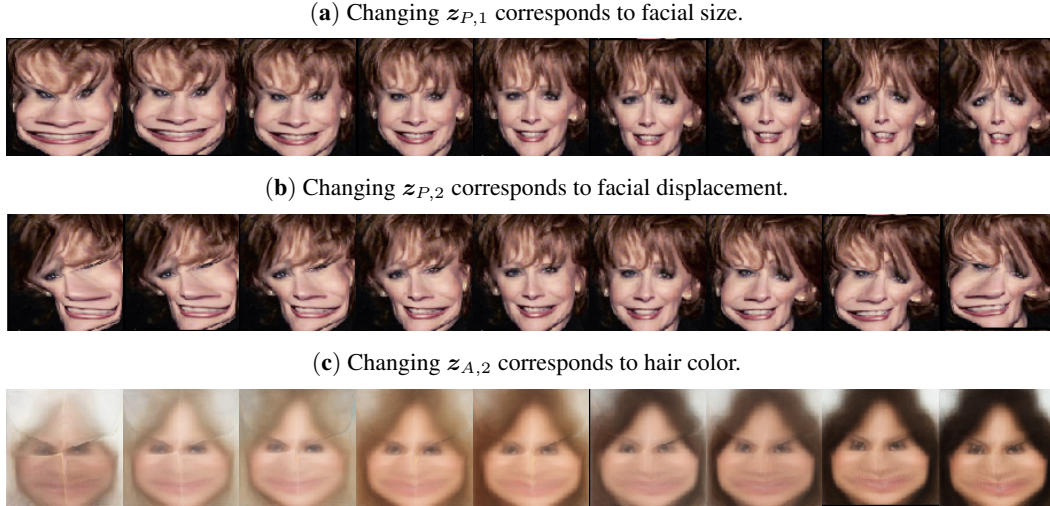 (a) Changing z_{P,1} corresponds to facial size.
(b) Changing z_{P,2} corresponds to facial displacement.
(c) Changing z_{A,2} corresponds to hair color.